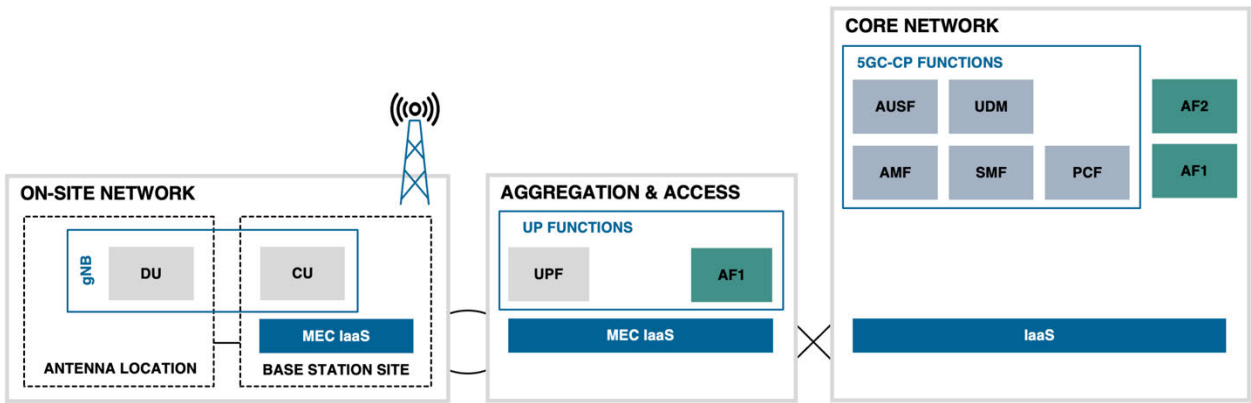 CORE NETWORK
5GC-CP FUNCTIONS
AUSF
UDM
AF2
AMF
SMF
PCF
AF1
ON-SITE NETWORK
gNB
DU
CU
MEC IaaS
ANTENNA LOCATION
BASE STATION SITE
AGGREGATION & ACCESS
UP FUNCTIONS
UPF
AF1
MEC IaaS
IaaS